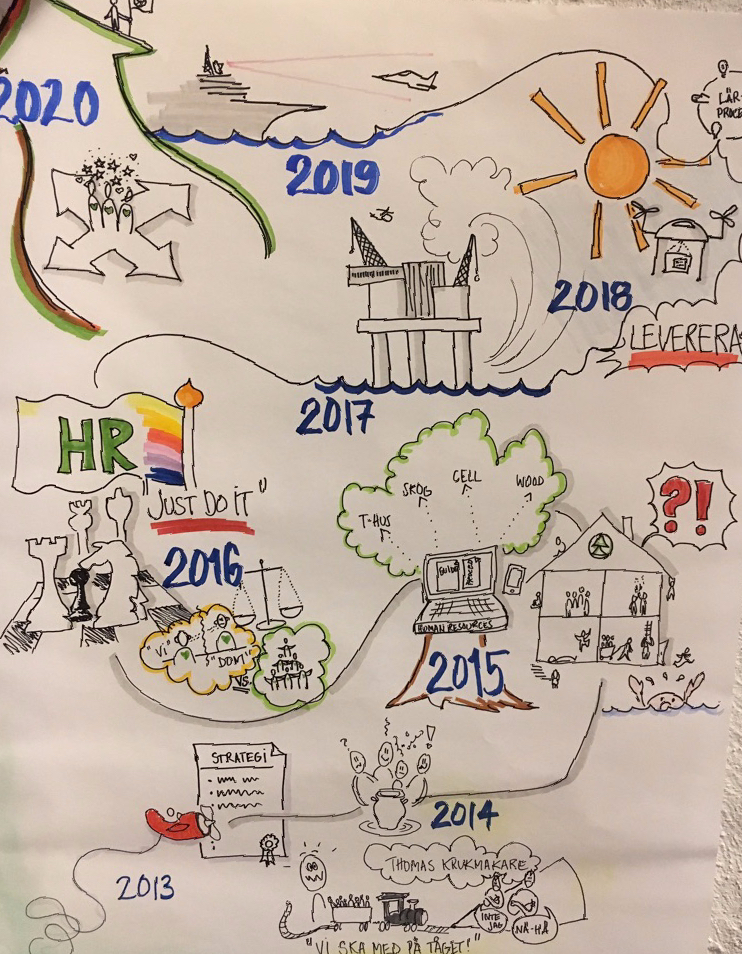 2020
2019
LÄR-
PROCE
2018
LEVERERA
2017
HR
"JUST DO IT"
2016
"VI"
"DOM"
VS.
T-HUS
SKOG
CELL
WOOD
HUMAN RESOURCES
2015
?!
STRATEGI
2014
2013
THOMAS KRUKMAKARE
INTE
JAG
NÄ-HÄ
"VI SKA MED PÅ TÅGET!"